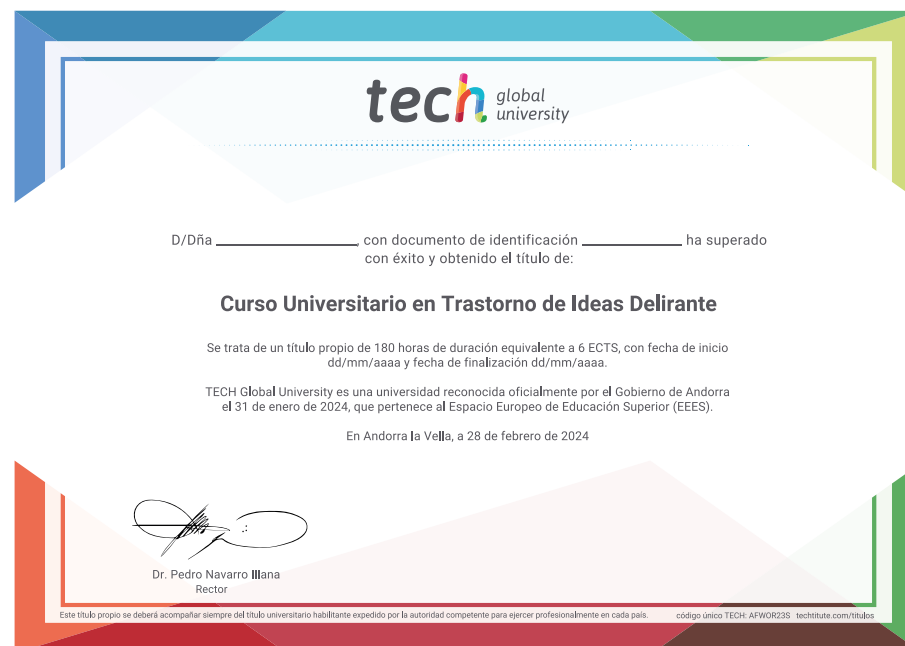 tech global university
D/Dña ____________, con documento de identificación ____________ ha superado
con éxito y obtenido el título de:
Curso Universitario en Trastorno de Ideas Delirante
Se trata de un título propio de 180 horas de duración equivalente a 6 ECTS, con fecha de inicio
dd/mm/aaaa y fecha de finalización dd/mm/aaaa.
TECH Global University es una universidad reconocida oficialmente por el Gobierno de Andorra
el 31 de enero de 2024, que pertenece al Espacio Europeo de Educación Superior (EEES).
En Andorra la Vella, a 28 de febrero de 2024
Dr. Pedro Navarro Illana
Rector
Este título propio se deberá acompañar siempre del título universitario habilitante expedido por la autoridad competente para ejercer profesionalmente en cada país. código único TECH: AFWOR23S techtitute.com/titulos